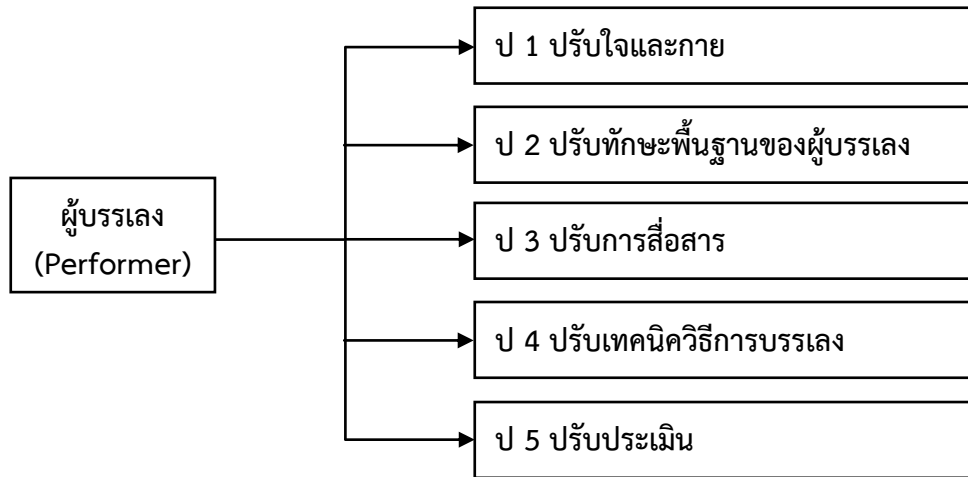 ป 1 ปรับใจและกาย
ป 2 ปรับทักษะพื้นฐานของผู้บรรเลง
ผู้บรรเลง
(Performer)
ป 3 ปรับการสื่อสาร
ป 4 ปรับเทคนิควิธีการบรรเลง
ป 5 ปรับประเมิน